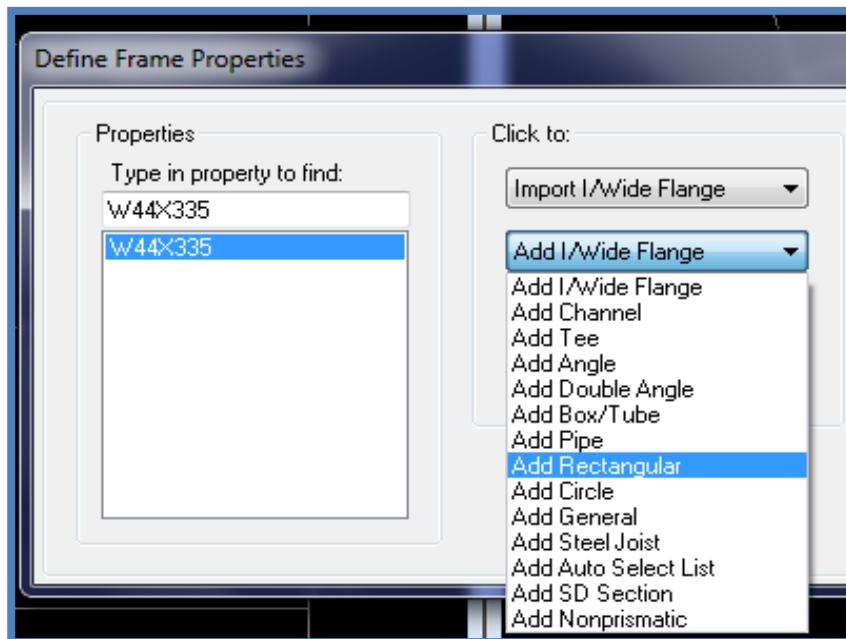 Define Frame Properties
Properties
Type in property to find:
W44X335
W44X335
Click to:
Import I/Wide Flange
Add I/Wide Flange
Add I/Wide Flange
Add Channel
Add Tee
Add Angle
Add Double Angle
Add Box/Tube
Add Pipe
Add Rectangular
Add Circle
Add General
Add Steel Joist
Add Auto Select List
Add SD Section
Add Nonprismatic